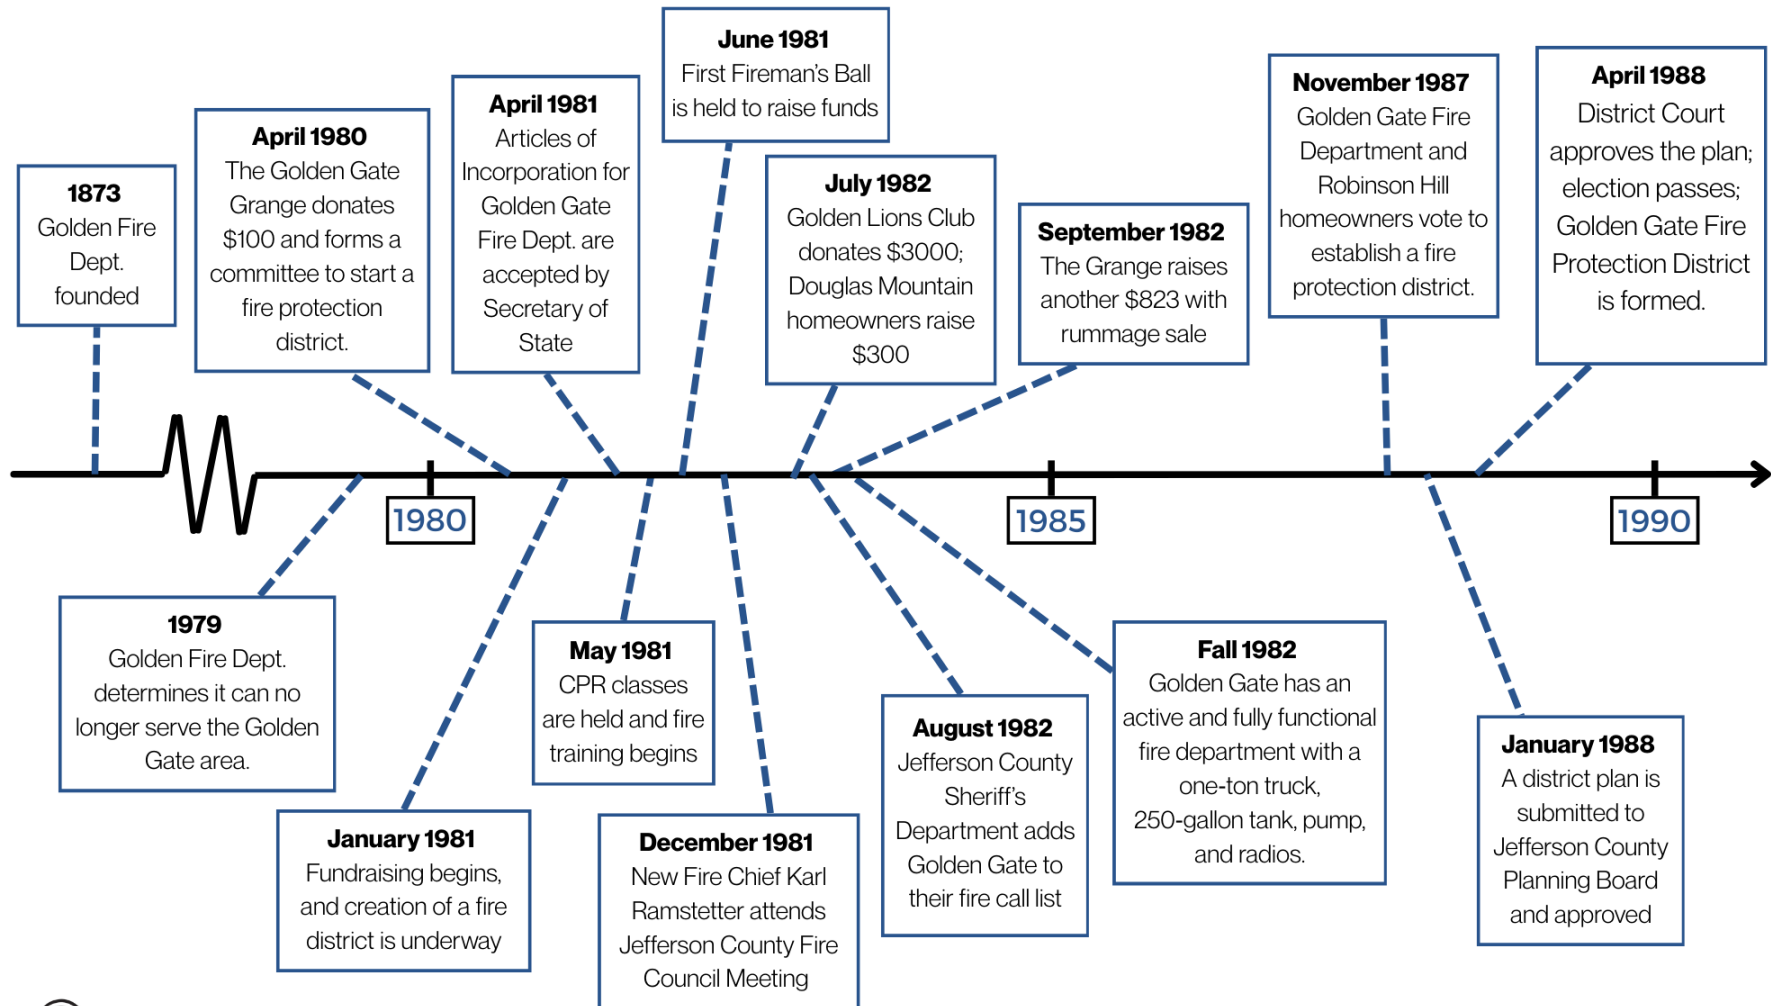 1873
Golden Fire
Dept.
founded
April 1980
The Golden Gate
Grange donates
$100 and forms a
committee to start a
fire protection
district.
April 1981
Articles of
Incorporation for
Golden Gate
Fire Dept. are
accepted by
Secretary of
State
June 1981
First Fireman's Ball
is held to raise funds
July 1982
Golden Lions Club
donates $3000;
Douglas Mountain
homeowners raise
$300
September 1982
The Grange raises
another $823 with
rummage sale
November 1987
Golden Gate Fire
Department and
Robinson Hill
homeowners vote to
establish a fire
protection district.
April 1988
District Court
approves the plan;
election passes;
Golden Gate Fire
Protection District
is formed.
1980
1985
1990
1979
Golden Fire Dept.
determines it can no
longer serve the Golden
Gate area.
January 1981
Fundraising begins,
and creation of a fire
district is underway
May 1981
CPR classes
are held and fire
training begins
December 1981
New Fire Chief Karl
Ramstetter attends
Jefferson County Fire
Council Meeting
August 1982
Jefferson County
Sheriff's
Department adds
Golden Gate to
their fire call list
Fall 1982
Golden Gate has an
active and fully functional
fire department with a
one-ton truck,
250-gallon tank, pump,
and radios.
January 1988
A district plan is
submitted to
Jefferson County
Planning Board
and approved